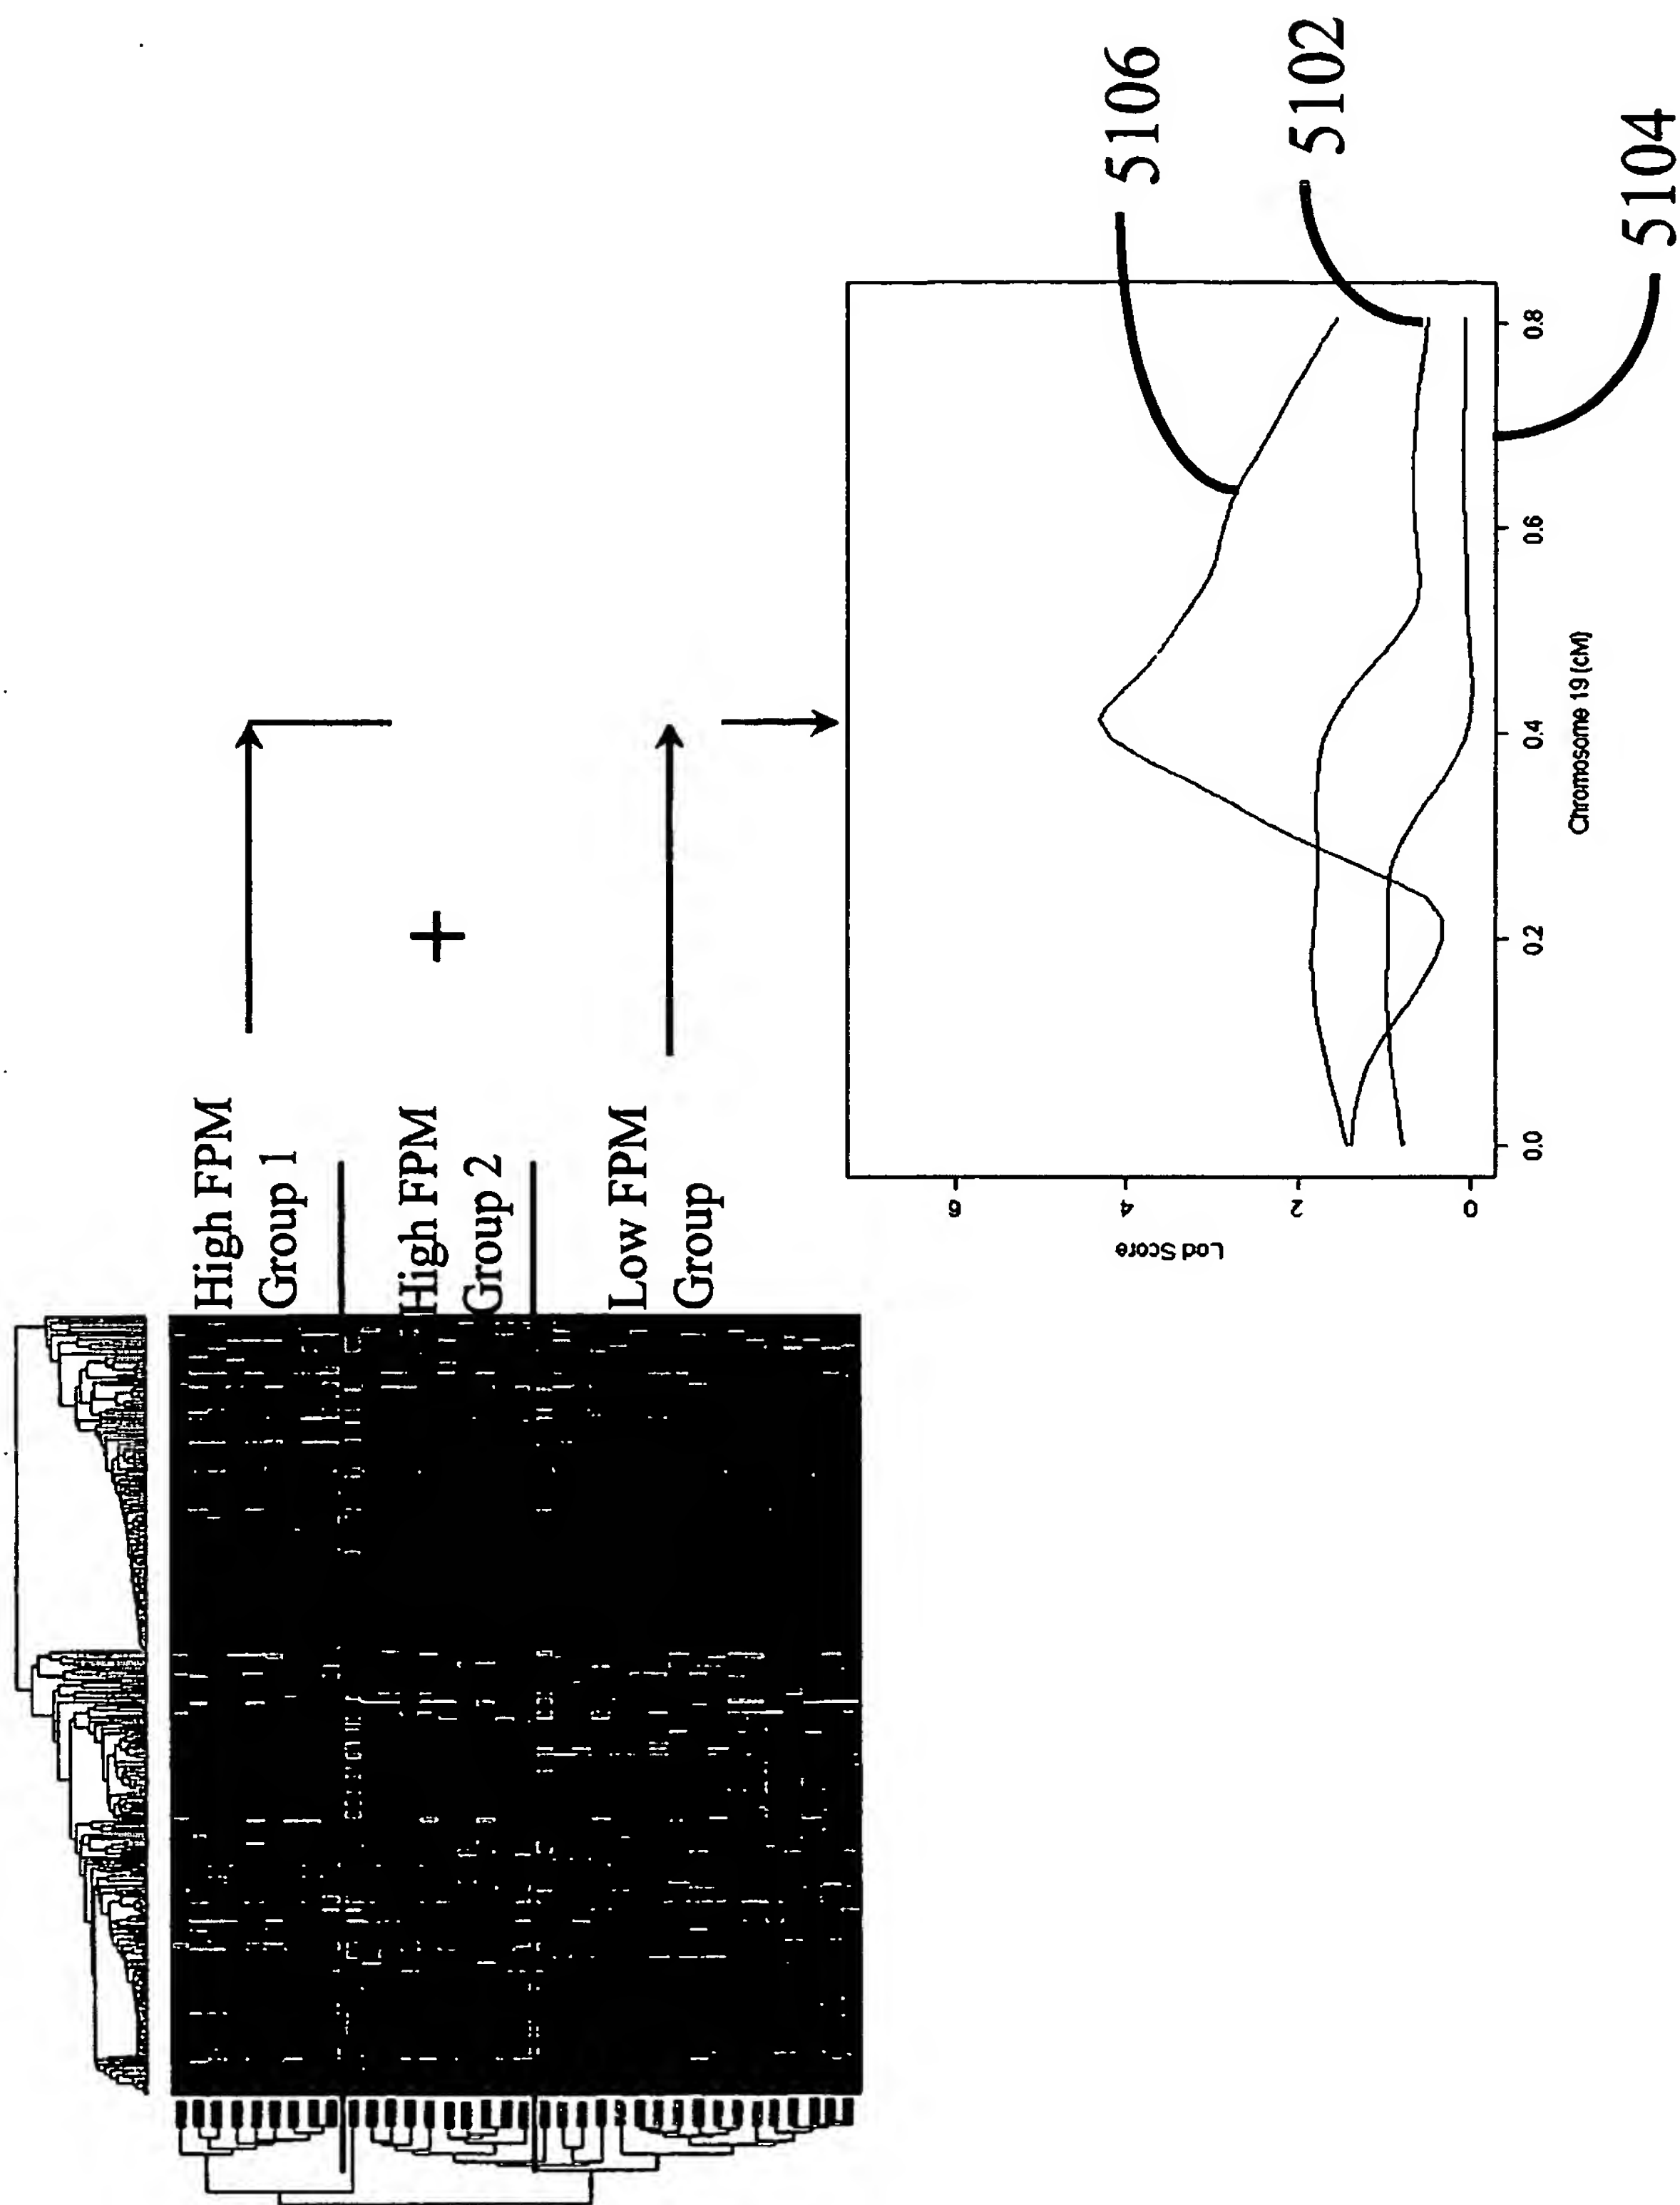 High FPM
Group 1
High FPM
Group 2
Low FPM
Group
+
5106
5102
5104
Lod Score
6
4
2
0
0.0
0.2
0.4
0.6
0.8
Chromosome 19 (cM)